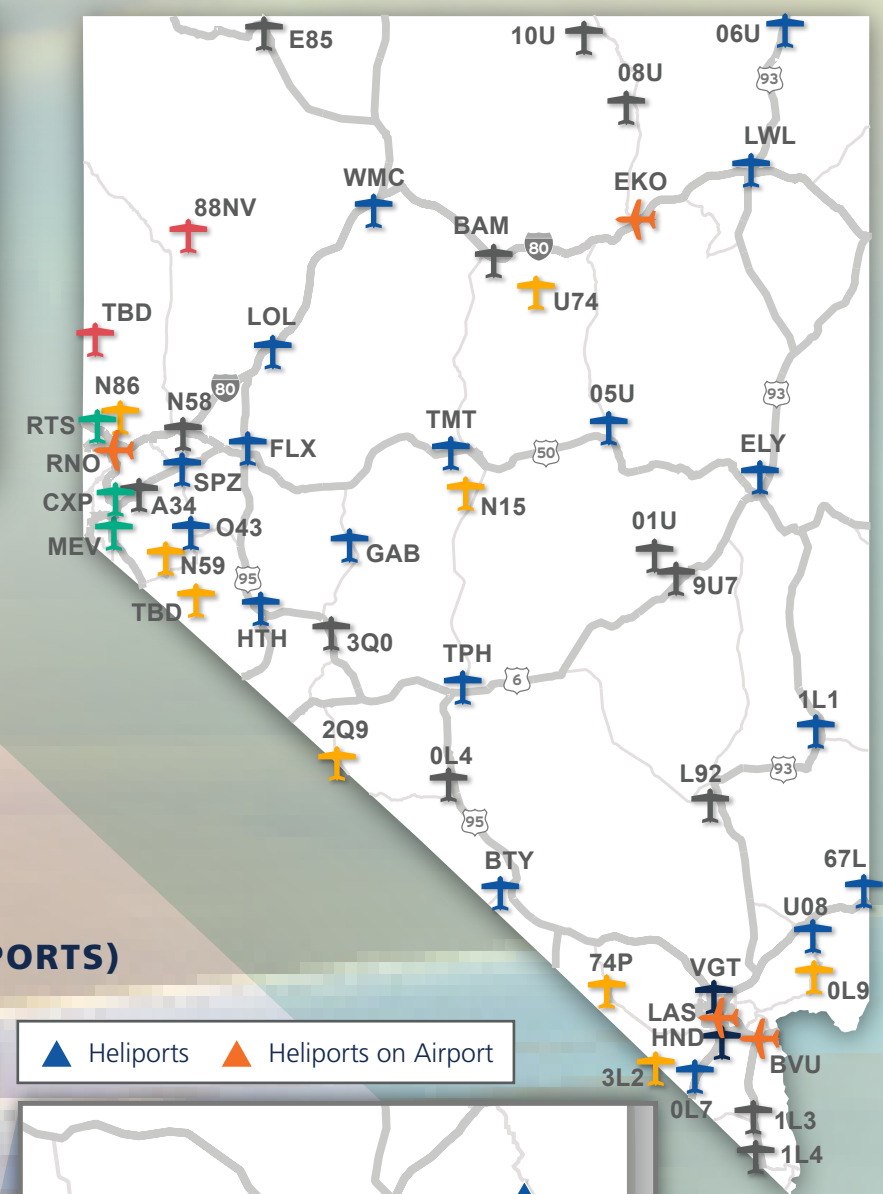 E85
10U
06U
08U
93
LWL
WMC
EKO
88NV
BAM
80
U74
TBD
LOL
N86
80
N58
05U
93
RTS
TMT
RNO
FLX
50
ELY
SPZ
CXP
A34
N15
O43
01U
MEV
GAB
N59
9U7
95
TBD
HTH
3Q0
TPH
6
1L1
2Q9
0L4
L92
93
95
BTY
67L
U08
PORTS)
74P
VGT
0L9
LAS
HND
Heliports
Heliports on Airport
BVU
3L2
0L7
1L3
1L4